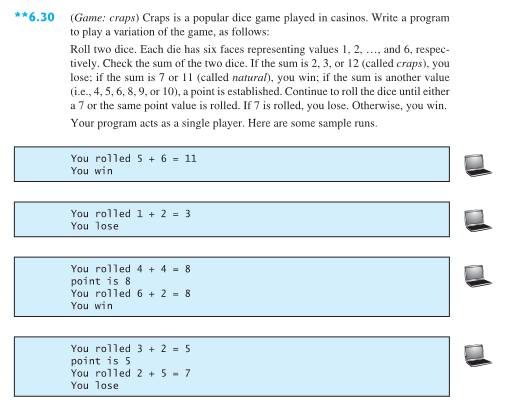 **6.30 (Game: craps) Craps is a popular dice game played in casinos. Write a program
to play a variation of the game, as follows:
Roll two dice. Each die has six faces representing values 1, 2, …, and 6, respec-
tively. Check the sum of the two dice. If the sum is 2, 3, or 12 (called craps), you
lose; if the sum is 7 or 11 (called natural), you win; if the sum is another value
(i.e., 4, 5, 6, 8, 9, or 10), a point is established. Continue to roll the dice until either
a 7 or the same point value is rolled. If 7 is rolled, you lose. Otherwise, you win.
Your program acts as a single player. Here are some sample runs.
You rolled 5 + 6 = 11
You win
You rolled 1 + 2 = 3
You lose
You rolled 4 + 4 = 8
point is 8
You rolled 6 + 2 = 8
You win
You rolled 3 + 2 = 5
point is 5
You rolled 2 + 5 = 7
You lose